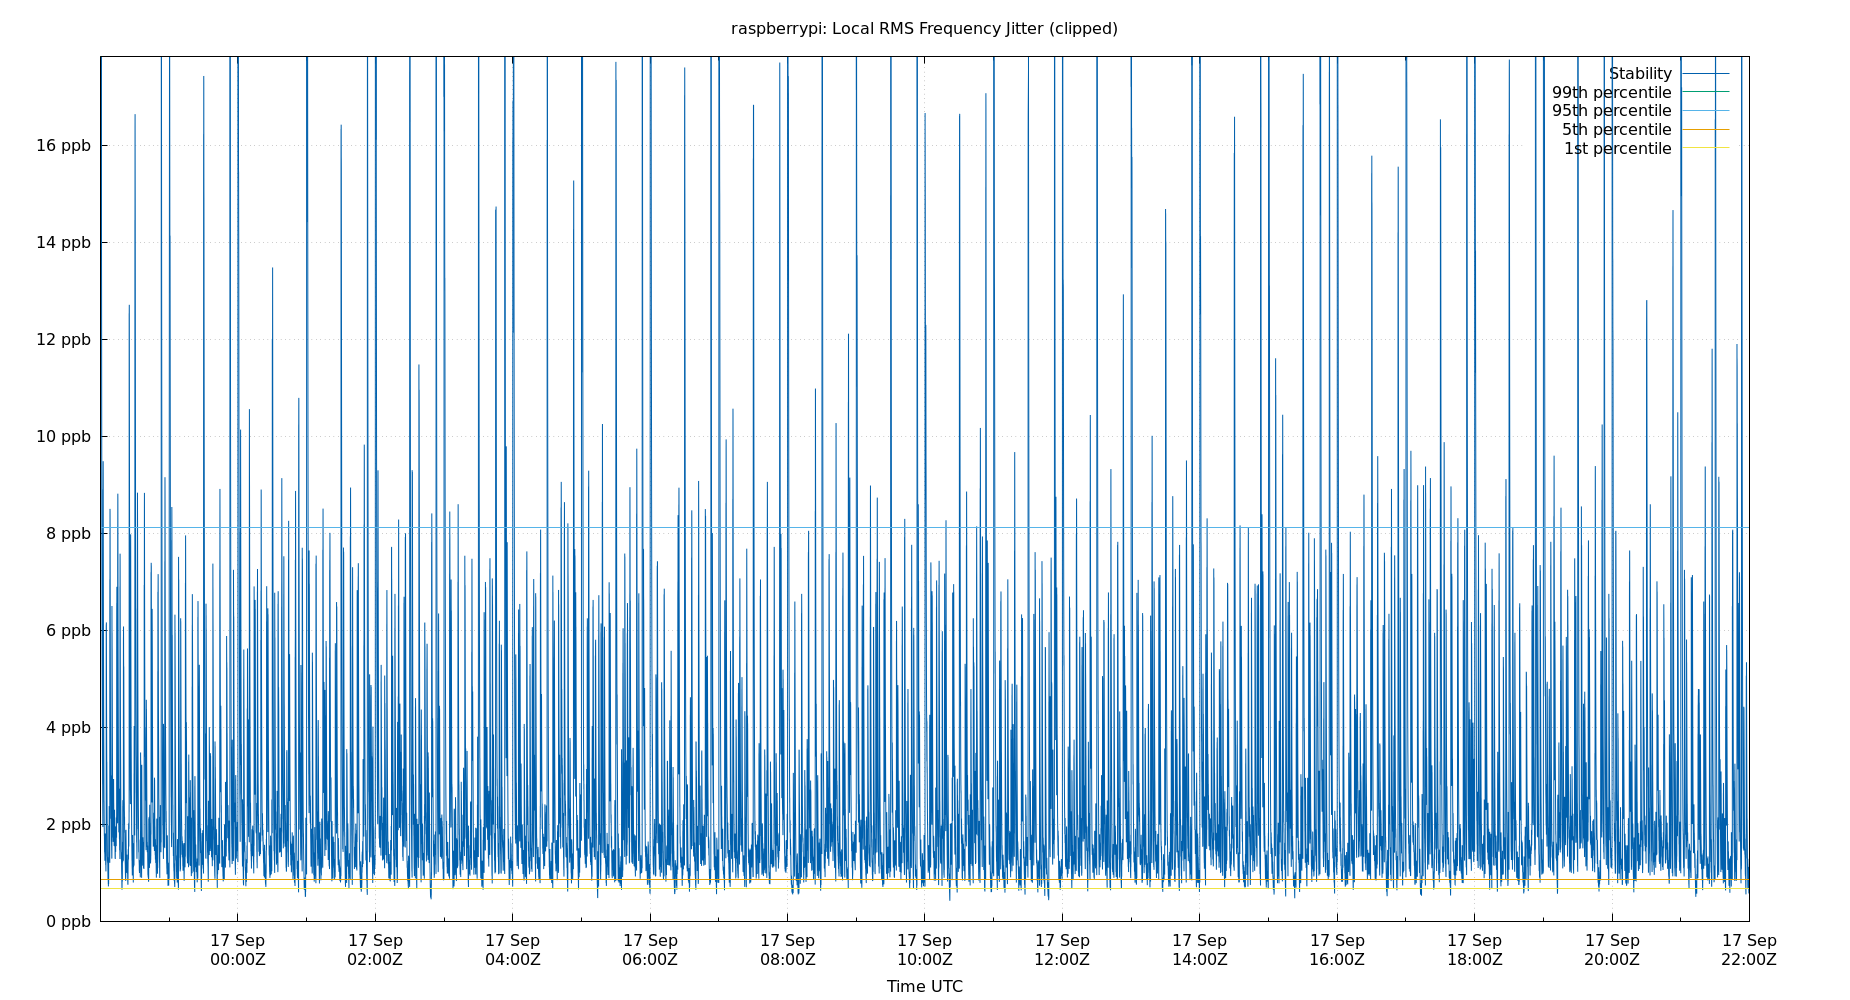 raspberrypi: Local RMS Frequency Jitter (clipped)
Stability
99th percentile
95th percentile
5th percentile
1st percentile
16 ppb
14 ppb
12 ppb
10 ppb
8 ppb
6 ppb
4 ppb
2 ppb
0 ppb
17 Sep 17 Sep 17 Sep 17 Sep 17 Sep 17 Sep 17 Sep 17 Sep 17 Sep 17 Sep 17 Sep 17 Sep
00:00Z 02:00Z 04:00Z 06:00Z 08:00Z 10:00Z 12:00Z 14:00Z 16:00Z 18:00Z 20:00Z 22:00Z
Time UTC